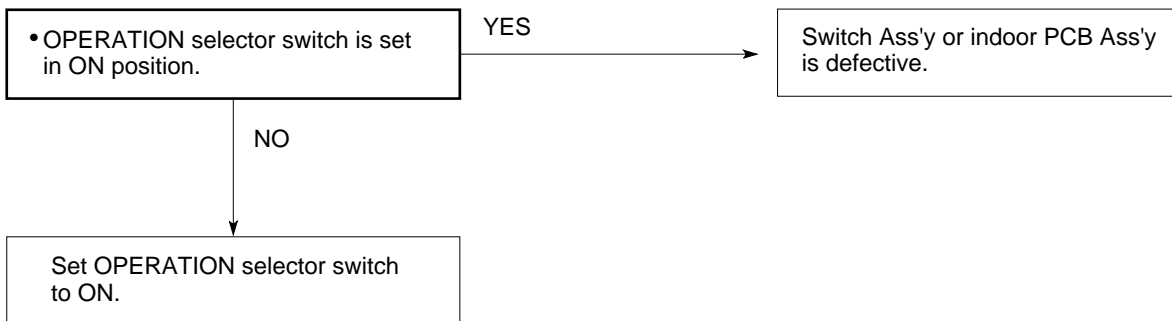 • OPERATION selector switch is set
in ON position.
YES
Switch Ass'y or indoor PCB Ass'y
is defective.
NO
Set OPERATION selector switch
to ON.